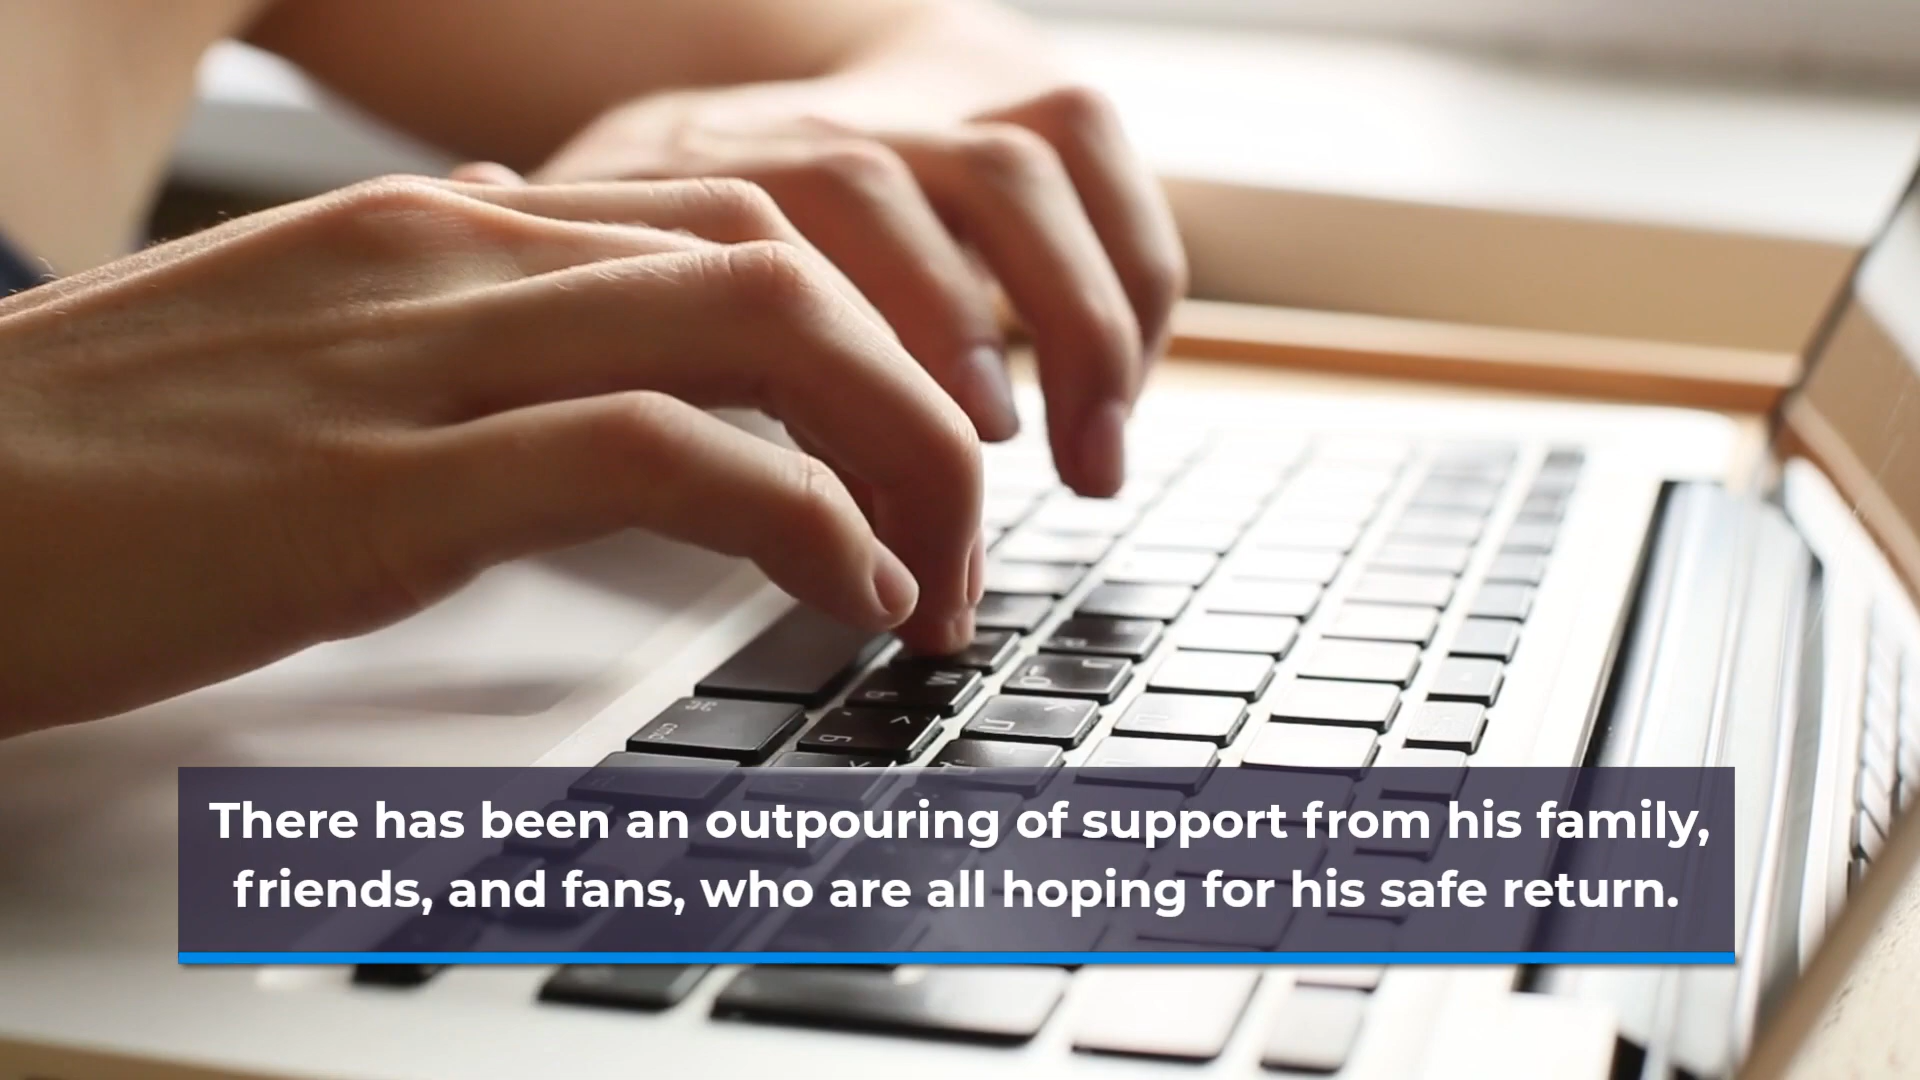 There has been an outpouring of support from his family,
friends, and fans, who are all hoping for his safe return.